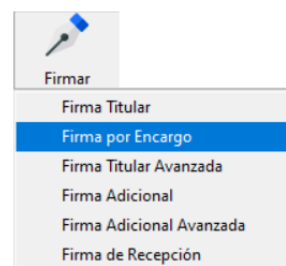 Firmar
Firma Titular
Firma por Encargo
Firma Titular Avanzada
Firma Adicional
Firma Adicional Avanzada
Firma de Recepción